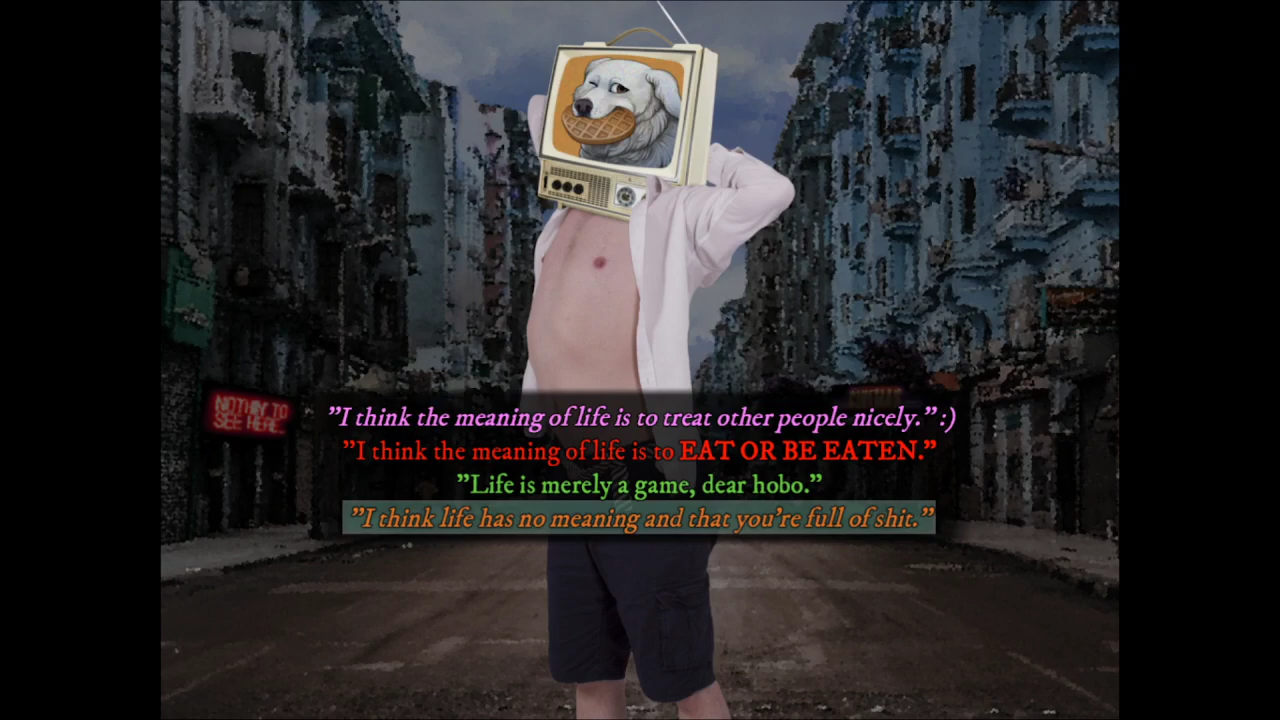 NOTHING TO
SEE HERE
"I think the meaning of life is to treat other people nicely." :)
"I think the meaning of life is to EAT OR BE EATEN."
"Life is merely a game, dear hobo."
"I think life has no meaning and that you're full of shit."